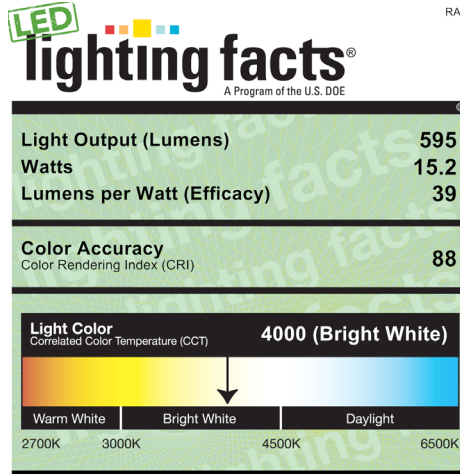 LED
RA
lighting facts®
A Program of the U.S. DOE
Light Output (Lumens) 595
Watts 15.2
Lumens per Watt (Efficacy) 39
Color Accuracy
Color Rendering Index (CRI) 88
Light Color
Correlated Color Temperature (CCT) 4000 (Bright White)
Warm White Bright White Daylight
2700K 3000K 4500K 6500K